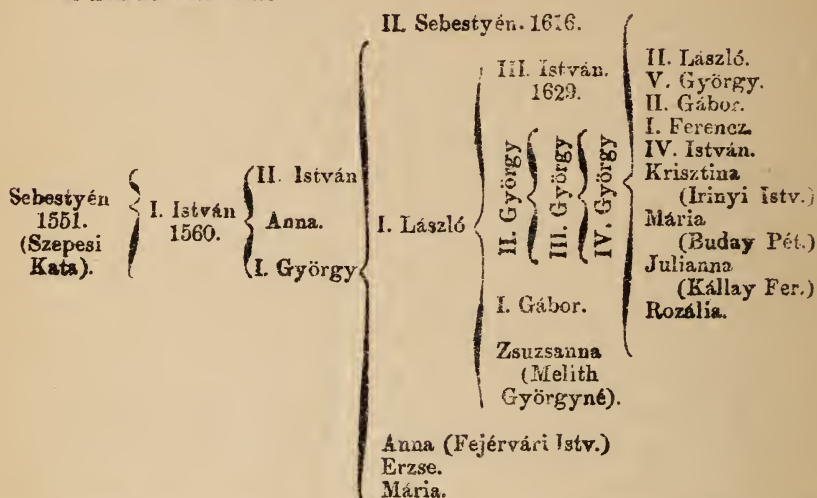 Sebestyén
1551.
(Szepesi
Kata).
I. István
1560.
II. István
Anna.
I. György
II. Sebestyén. 1616.
I. László
Anna (Fejérvári Istv.)
Erzse.
Mária.
III. István.
1629.
II. György
III. György
IV. György
I. Gábor.
Zsuzsanna
(Melith
Györgyné).
II. László.
V. György.
II. Gábor.
I. Ferencz.
IV. István.
Krisztina
(Irinyi Istv.)
Mária
(Buday Pét.)
Julianna
(Kállay Fer.)
Rozália.